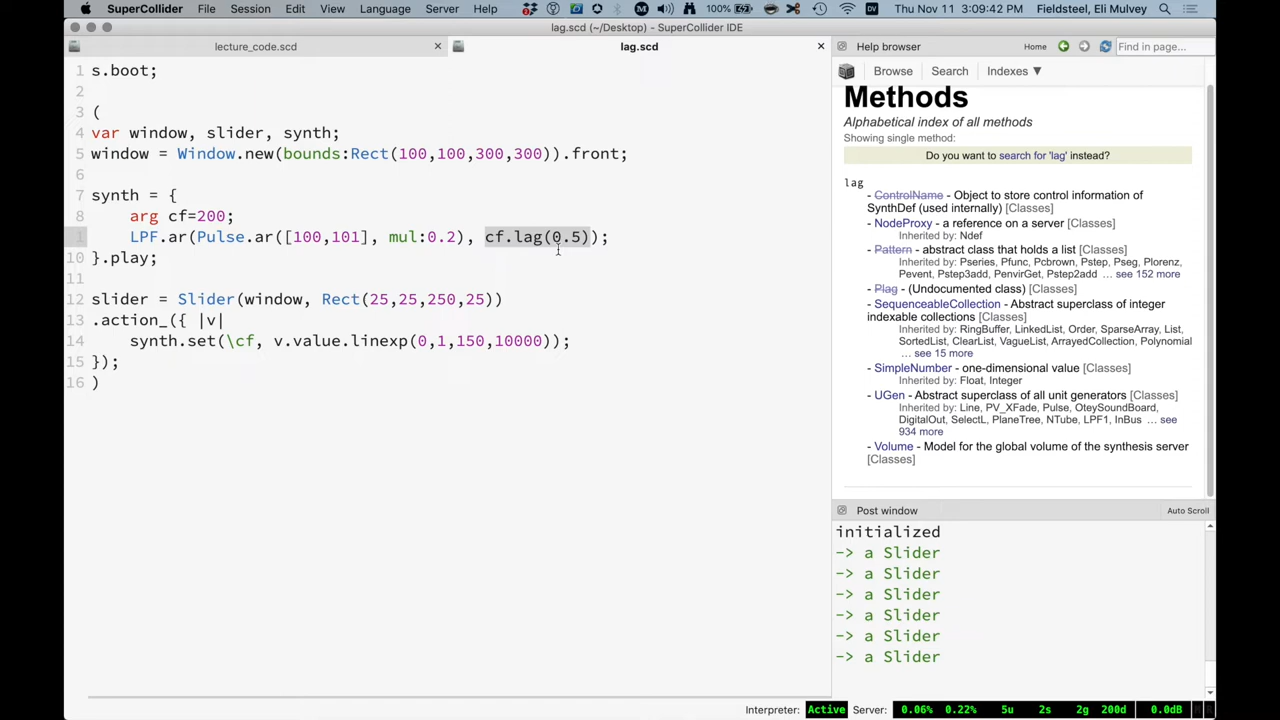 SuperCollider File Session Edit View Language Server Help 100% Thu Nov 11 3:09:42 PM Fieldsteel, Eli Mulvey
lag.scd (~/Desktop) - SuperCollider IDE
lecture_code.scd
lag.scd
1 s.boot;
2
3 (
4 var window, slider, synth;
5 window = Window.new(bounds:Rect(100,100,300,300)).front;
6
7 synth = {
8 arg cf=200;
11 LPF.ar(Pulse.ar([100,101], mul:0.2), cf.lag(0.5));
10 }.play;
11
12 slider = Slider(window, Rect(25,25,250,25))
13 .action_({ |v|
14 synth.set(\cf, v.value.linexp(0,1,150,10000));
15 });
16 )
Help browser Home Find in page...
Browse Search Indexes ▼
Methods
Alphabetical index of all methods
Showing single method:
Do you want to search for 'lag' instead?
lag
- ControlName - Object to store control information of
SynthDef (used internally) [Classes]
- NodeProxy - a reference on a server [Classes]
Inherited by: Ndef
- Pattern - abstract class that holds a list [Classes]
Inherited by: Pseries, Pfunc, Pcbrown, Pstep, Pseg, Plorenz,
Pevent, Pstep3add, PenvirGet, Pstep2add ... see 152 more
- Plag - (Undocumented class) [Classes]
- SequenceableCollection - Abstract superclass of integer
indexable collections [Classes]
Inherited by: RingBuffer, LinkedList, Order, SparseArray, List,
SortedList, ClearList, VagueList, ArrayedCollection, Polynomial
... see 15 more
- SimpleNumber - one-dimensional value [Classes]
Inherited by: Float, Integer
- UGen - Abstract superclass of all unit generators [Classes]
Inherited by: Line, PV_XFade, Pulse, OteySoundBoard,
DigitalOut, SelectL, PlaneTree, NTube, LPF1, InBus ... see
934 more
- Volume - Model for the global volume of the synthesis server
[Classes]
Post window Auto Scroll
initialized
-> a Slider
-> a Slider
-> a Slider
-> a Slider
-> a Slider
-> a Slider
Interpreter: Active Server: 0.06% 0.22% 5u 2s 2g 200d 0.0dB